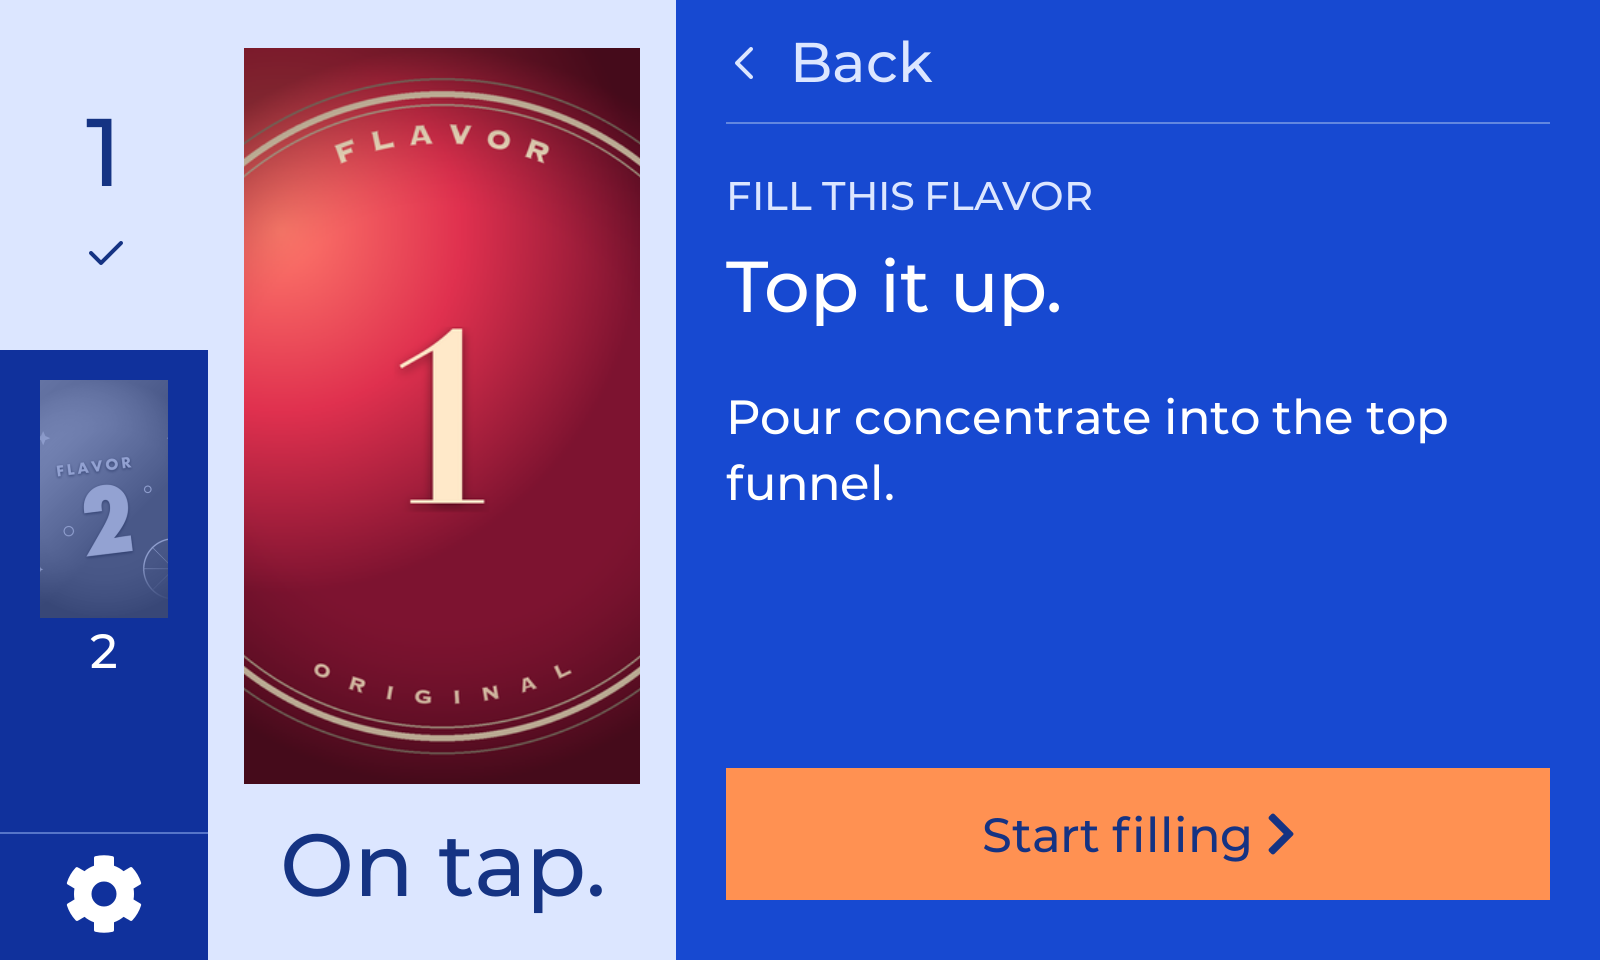 1
FLAVOR
2
2
FLAVOR
1
ORIGINAL
On tap.
Back
FILL THIS FLAVOR
Top it up.
Pour concentrate into the top
funnel.
Start filling